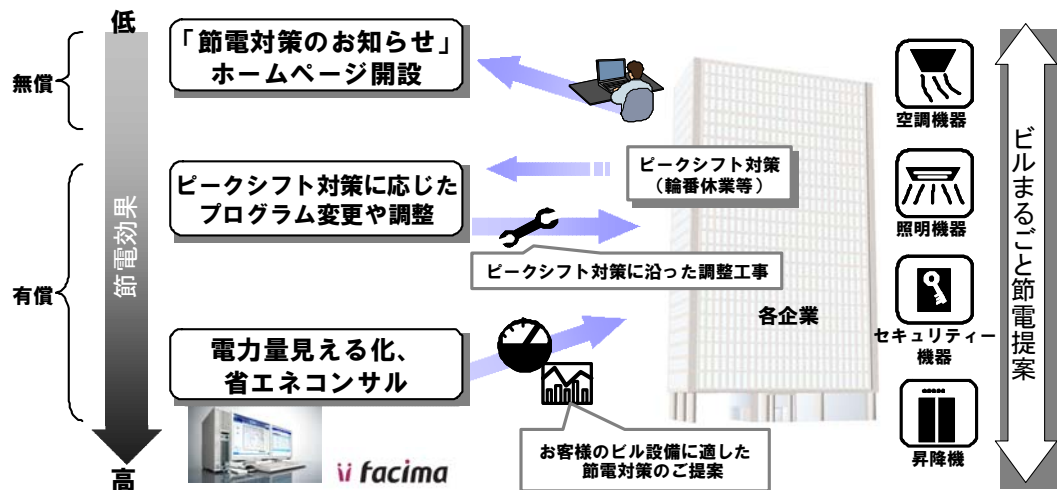 低
無償
有償
節電効果
高
「節電対策のお知らせ」
ホームページ開設
ピークシフト対策に応じた
プログラム変更や調整
電力量見える化、
省エネコンサル
facima
ピークシフト対策
(輪番休業等)
ピークシフト対策に沿った調整工事
各企業
お客様のビル設備に適した
節電対策のご提案
空調機器
照明機器
セキュリティー
機器
昇降機
ビルまるごと節電提案